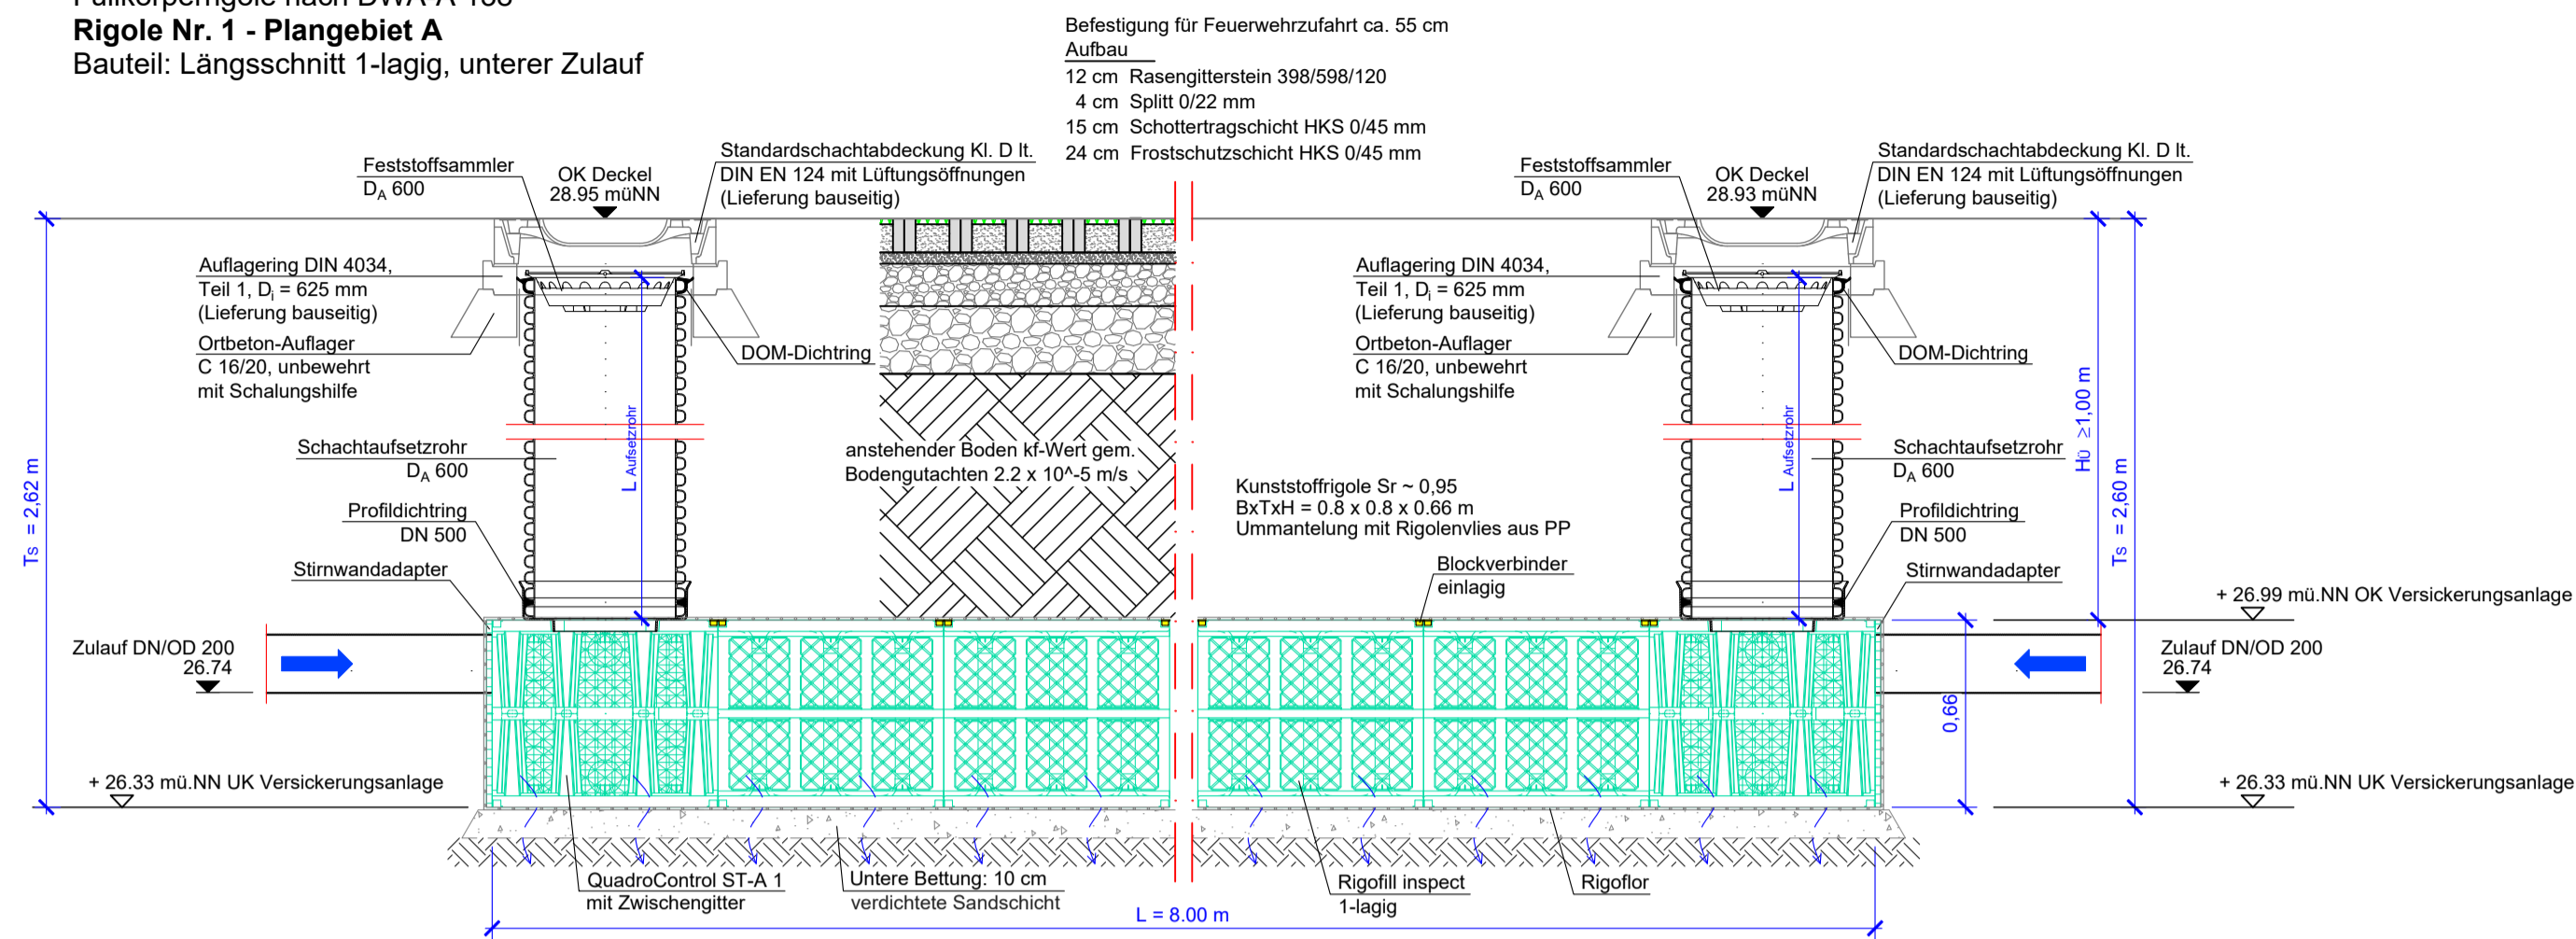 Füllkörperrigole nach DWA-A 138
Rigole Nr. 1 - Plangebiet A
Bauteil: Längsschnitt 1-lagig, unterer Zulauf
Befestigung für Feuerwehrzufahrt ca. 55 cm
Aufbau
12 cm Rasengitterstein 398/598/120
4 cm Splitt 0/22 mm
15 cm Schottertragschicht HKS 0/45 mm
24 cm Frostschutzschicht HKS 0/45 mm
Feststoffsammler
DA 600
OK Deckel
28.95 müNN
Standardschachtabdeckung Kl. D lt.
DIN EN 124 mit Lüftungsöffnungen
(Lieferung bauseitig)
Feststoffsammler
DA 600
OK Deckel
28.93 müNN
Standardschachtabdeckung Kl. D lt.
DIN EN 124 mit Lüftungsöffnungen
(Lieferung bauseitig)
Auflagering DIN 4034,
Teil 1, Di = 625 mm
(Lieferung bauseitig)
Ortbeton-Auflager
C 16/20, unbewehrt
mit Schalungshilfe
DOM-Dichtring
Auflagering DIN 4034,
Teil 1, Di = 625 mm
(Lieferung bauseitig)
Ortbeton-Auflager
C 16/20, unbewehrt
mit Schalungshilfe
DOM-Dichtring
Ts = 2,62 m
Schachtaufsetzrohr
DA 600
L Aufsetzrohr
Profildichtring
DN 500
Stirnwandadapter
anstehender Boden kf-Wert gem.
Bodengutachten 2.2 x 10^-5 m/s
Kunststoffrigole Sr ~ 0,95
BxTxH = 0.8 x 0.8 x 0.66 m
Ummantelung mit Rigolenvlies aus PP
Blockverbinder
einlagig
L Aufsetzrohr
Schachtaufsetzrohr
DA 600
Profildichtring
DN 500
Stirnwandadapter
HÜ ≥1,00 m
Ts = 2,60 m
+ 26.99 mü.NN OK Versickerungsanlage
Zulauf DN/OD 200
26.74
Zulauf DN/OD 200
26.74
0,66
+ 26.33 mü.NN UK Versickerungsanlage
+ 26.33 mü.NN UK Versickerungsanlage
QuadroControl ST-A 1
mit Zwischengitter
Untere Bettung: 10 cm
verdichtete Sandschicht
Rigofill inspect
1-lagig
Rigoflor
L = 8.00 m